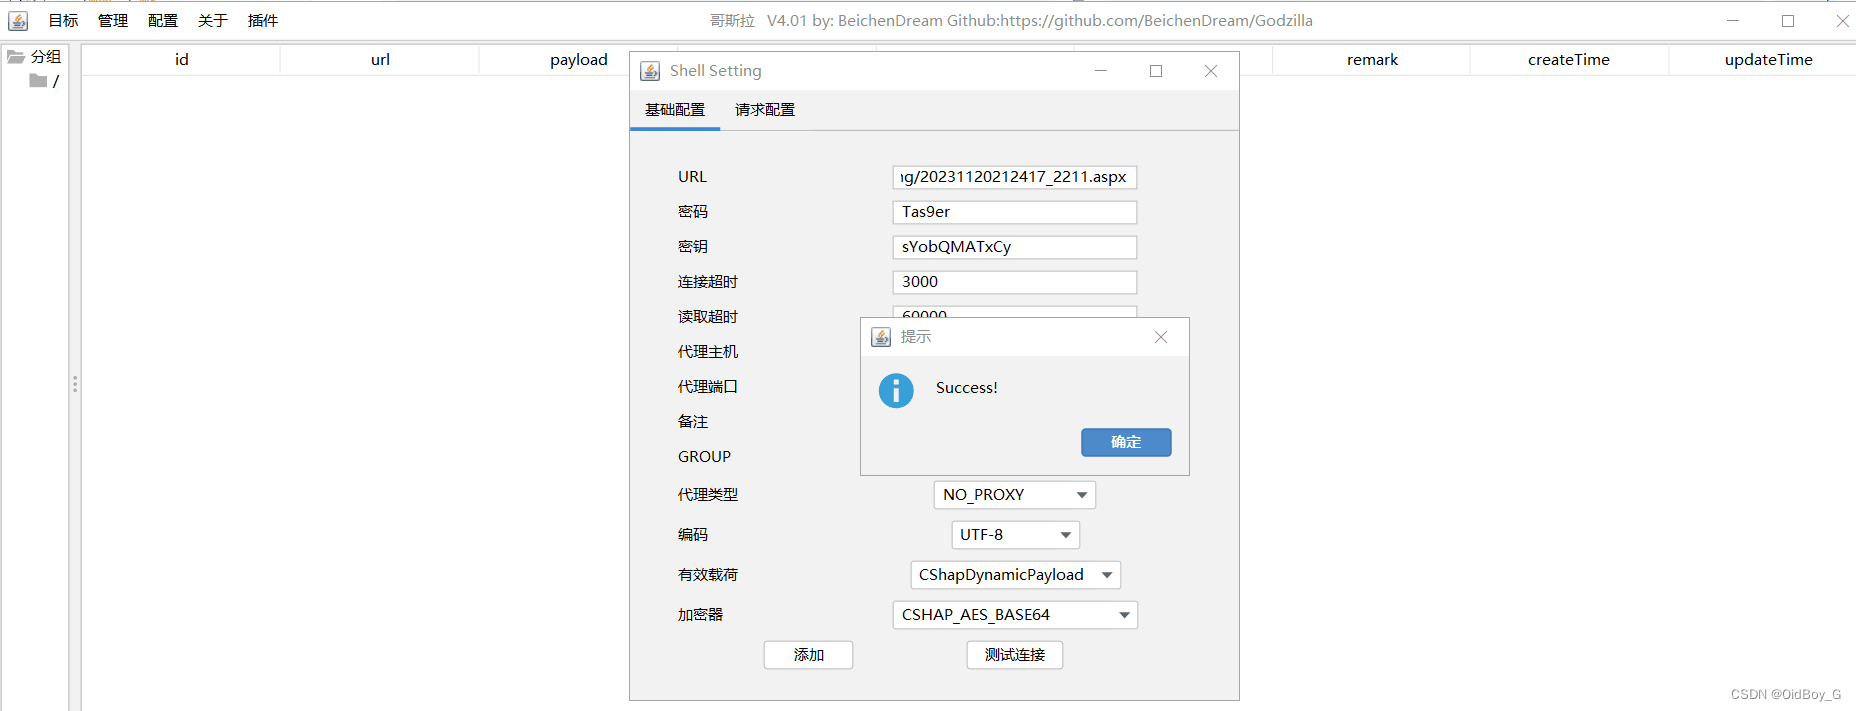 目标 管理 配置 关于 插件 哥斯拉 V4.01 by: BeichenDream Github:https://github.com/BeichenDream/Godzilla
分组
/
id url payload remark createTime updateTime
Shell Setting
基础配置 请求配置
URL ng/20231120212417_2211.aspx
密码 Tas9er
密钥 sYobQMATxCy
连接超时 3000
读取超时 60000
代理主机
代理端口
备注
GROUP
提示
Success!
确定
代理类型 NO_PROXY
编码 UTF-8
有效载荷 CShapDynamicPayload
加密器 CSHAP_AES_BASE64
添加 测试连接
CSDN @OidBoy_G